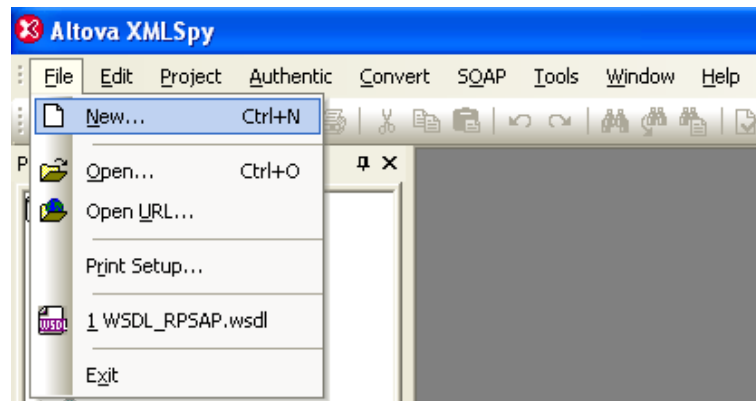 Altova XMLSpy
File Edit Project Authentic Convert SOAP Tools Window Help
New... Ctrl+N
P
Open... Ctrl+O
Open URL...
Print Setup...
WSDL 1 WSDL_RPSAP.wsdl
Exit